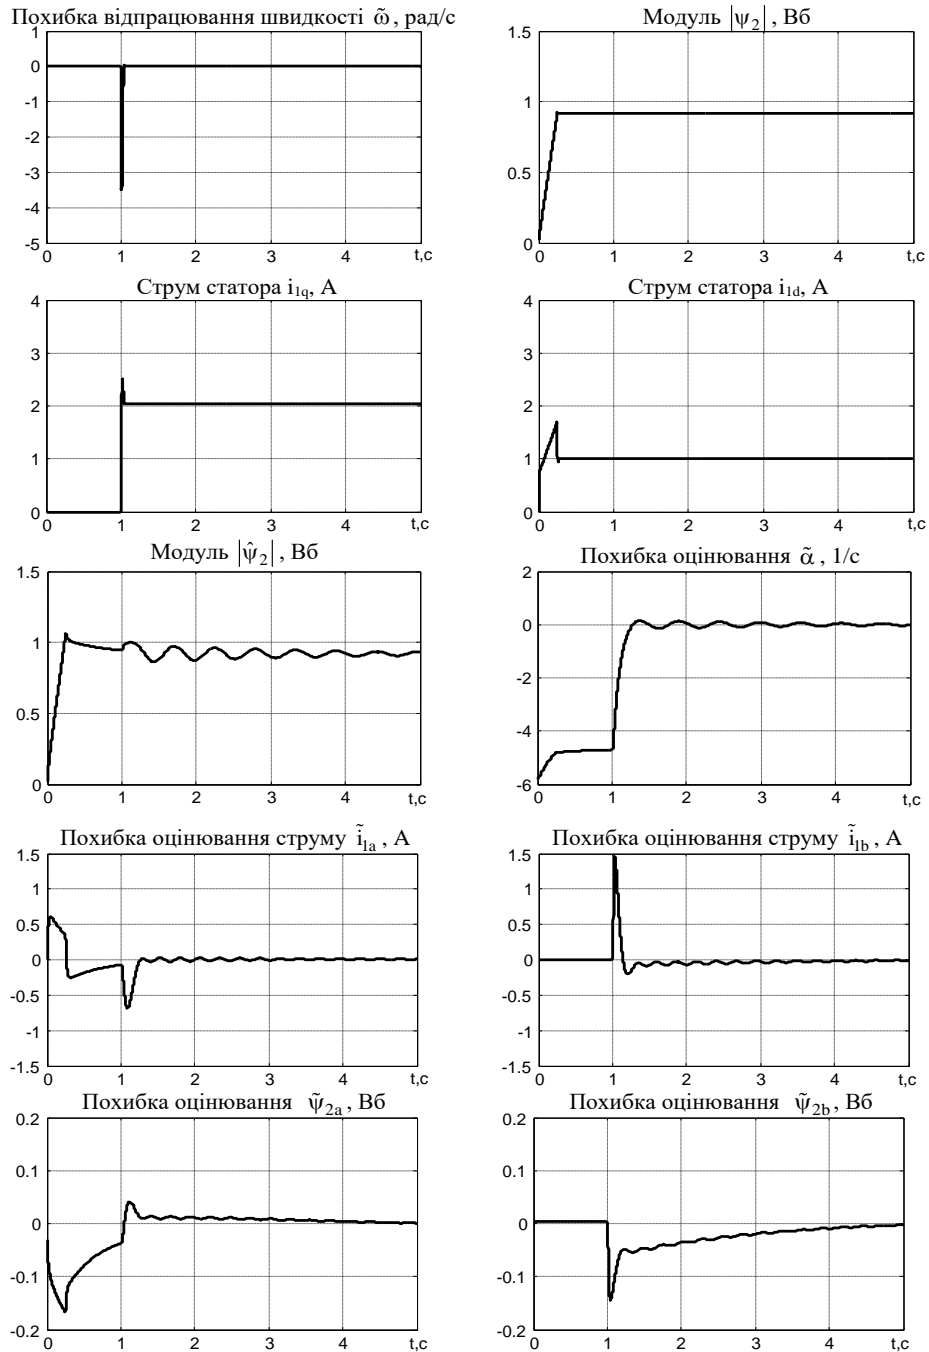 Похибка відпрацювання швидкості ω̃, рад/с
1
0
-1
-2
-3
-4
-5
0 1 2 3 4 t,c
Модуль |ψ₂|, Вб
1.5
1
0.5
0
0 1 2 3 4 t,c
Струм статора i₁q, А
4
3
2
1
0
0 1 2 3 4 t,c
Струм статора i₁d, А
4
3
2
1
0
0 1 2 3 4 t,c
Модуль |ψ̂₂|, Вб
1.5
1
0.5
0
0 1 2 3 4 t,c
Похибка оцінювання α̃, 1/с
2
0
-2
-4
-6
0 1 2 3 4 t,c
Похибка оцінювання струму ĩ₁a, А
1.5
1
0.5
0
-0.5
-1
-1.5
0 1 2 3 4 t,c
Похибка оцінювання струму ĩ₁b, А
1.5
1
0.5
0
-0.5
-1
-1.5
0 1 2 3 4 t,c
Похибка оцінювання ψ̃₂a, Вб
0.2
0.1
0
-0.1
-0.2
0 1 2 3 4 t,c
Похибка оцінювання ψ̃₂b, Вб
0.2
0.1
0
-0.1
-0.2
0 1 2 3 4 t,c